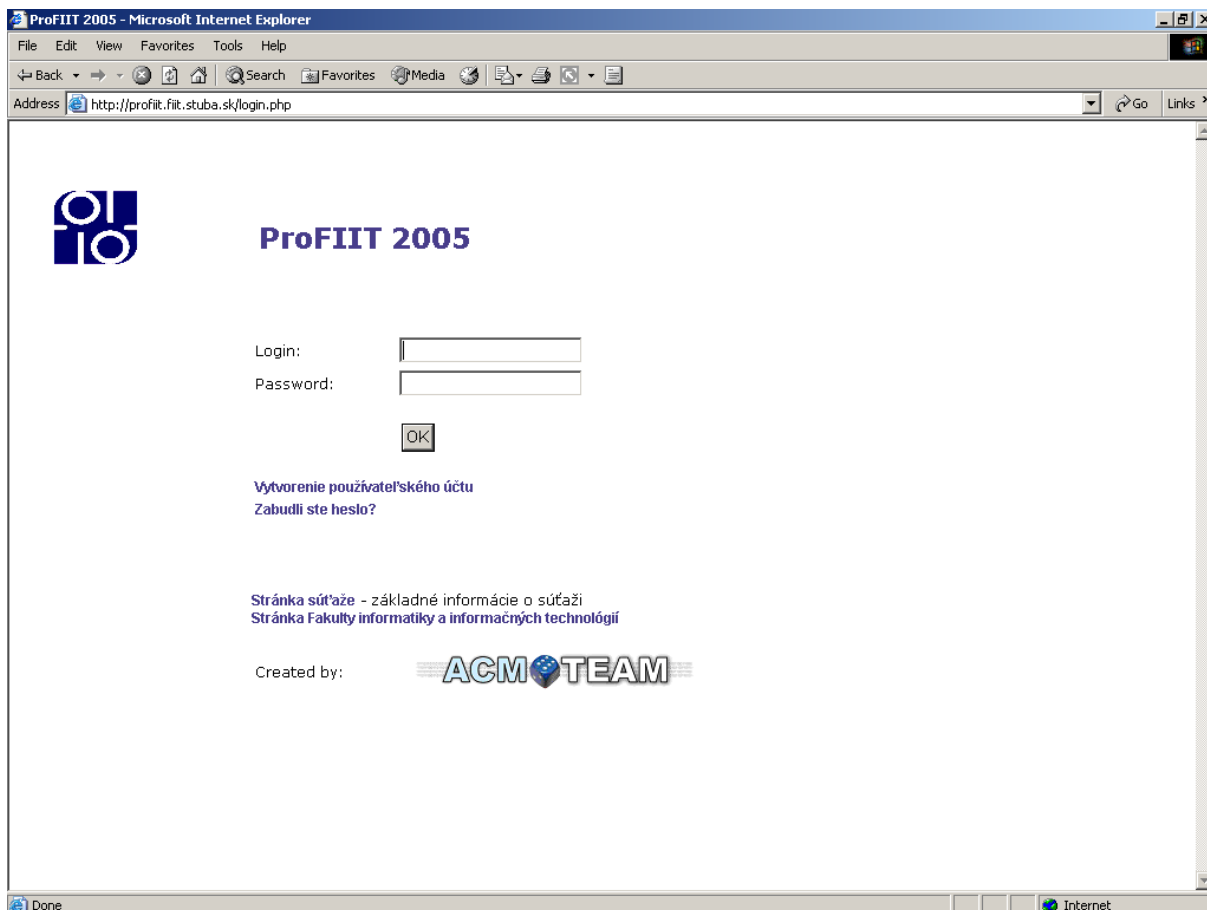 ProFIIT 2005 - Microsoft Internet Explorer
File Edit View Favorites Tools Help
Back Search Favorites Media
Address http://profiit.fiit.stuba.sk/login.php Go Links
ProFIIT 2005
Login:
Password:
OK
Vytvorenie používateľského účtu
Zabudli ste heslo?
Stránka súťaže - základné informácie o súťaži
Stránka Fakulty informatiky a informačných technológií
Created by: ACM TEAM
Done Internet